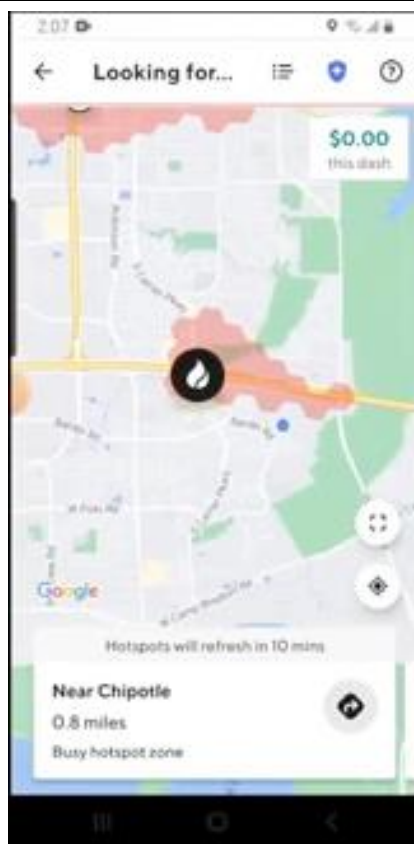 2:07
Looking for...
$0.00
this dash
Google
Hotspots will refresh in 10 mins
Near Chipotle
0.8 miles
Busy hotspot zone